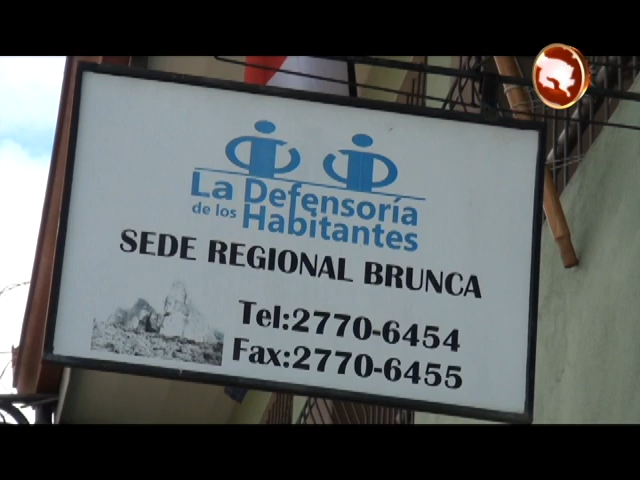 La Defensoría
de los Habitantes
SEDE REGIONAL BRUNCA
Tel:2770-6454
Fax:2770-6455